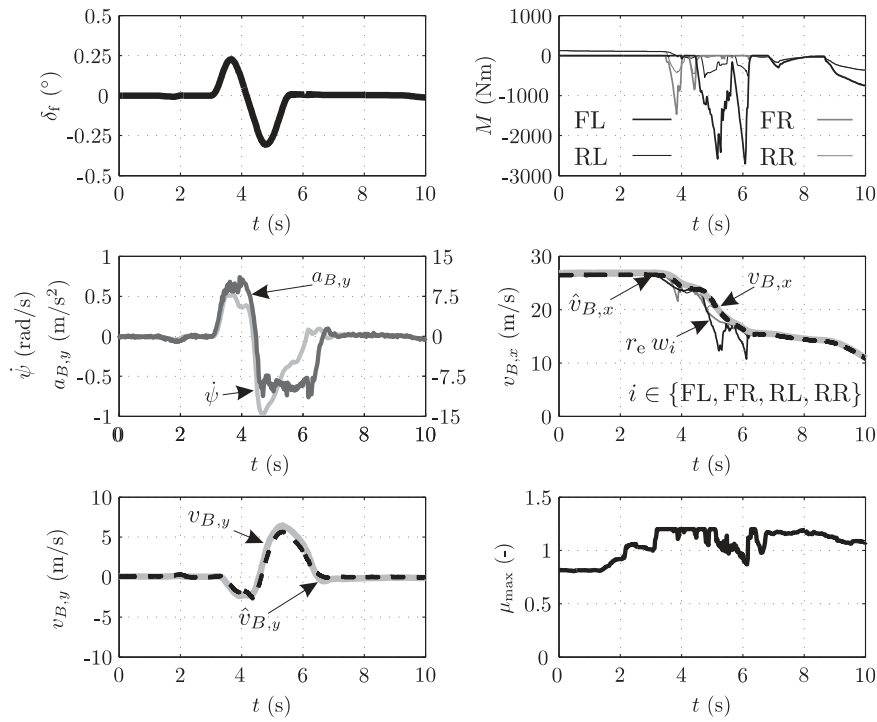 0.5
0.25
0
-0.25
-0.5
δf (°)
0 2 4 6 8 10
t (s)
1000
0
-1000
-2000
-3000
M (Nm)
FL FR
RL RR
0 2 4 6 8 10
t (s)
1
0.5
0
-0.5
-1
ψ̇ (rad/s)
aB,y (m/s²)
15
7.5
0
-7.5
-15
aB,y
ψ̇
0 2 4 6 8 10
t (s)
30
20
10
0
vB,x (m/s)
v̂B,x
vB,x
re wi
i ∈ {FL, FR, RL, RR}
0 2 4 6 8 10
t (s)
10
5
0
-5
-10
vB,y (m/s)
vB,y
v̂B,y
0 2 4 6 8 10
t (s)
1.5
1
0.5
0
μmax (-)
0 2 4 6 8 10
t (s)